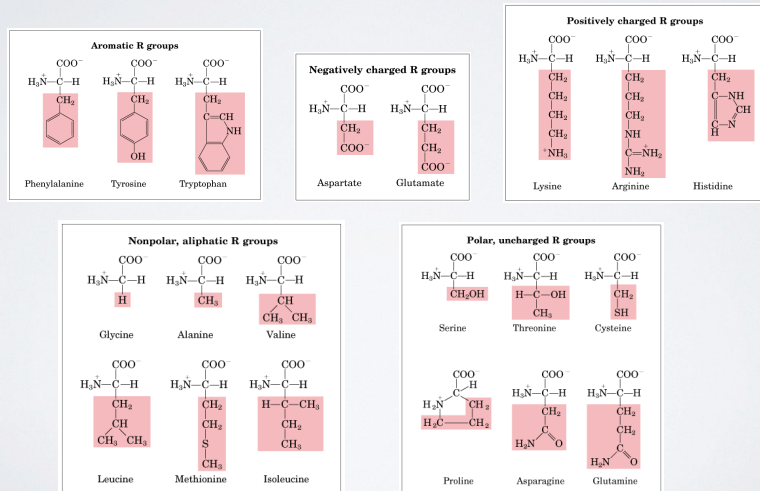 Aromatic R groups
COO⁻ COO⁻ COO⁻
H₃N⁺—C—H H₃N⁺—C—H H₃N⁺—C—H
CH₂ CH₂ CH₂
C=CH
NH
OH
Phenylalanine Tyrosine Tryptophan
Negatively charged R groups
COO⁻ COO⁻
H₃N⁺—C—H H₃N⁺—C—H
CH₂ CH₂
COO⁻ CH₂
COO⁻
Aspartate Glutamate
Positively charged R groups
COO⁻ COO⁻ COO⁻
H₃N⁺—C—H H₃N⁺—C—H H₃N⁺—C—H
CH₂ CH₂ CH₂
CH₂ CH₂ C—NH
CH₂ CH₂ CH
CH₂ NH C—N
⁺NH₃ C=⁺NH₂ H
NH₂
Lysine Arginine Histidine
Nonpolar, aliphatic R groups
COO⁻ COO⁻ COO⁻
H₃N⁺—C—H H₃N⁺—C—H H₃N⁺—C—H
H CH₃ CH
CH₃ CH₃
Glycine Alanine Valine
COO⁻ COO⁻ COO⁻
H₃N⁺—C—H H₃N⁺—C—H H₃N⁺—C—H
CH₂ CH₂ H—C—CH₃
CH CH₂ CH₂
CH₃ CH₃ S CH₃
CH₃
Leucine Methionine Isoleucine
Polar, uncharged R groups
COO⁻ COO⁻ COO⁻
H₃N⁺—C—H H₃N⁺—C—H H₃N⁺—C—H
CH₂OH H—C—OH CH₂
CH₃ SH
Serine Threonine Cysteine
COO⁻ COO⁻ COO⁻
C H H₃N⁺—C—H H₃N⁺—C—H
H₂N⁺ CH₂ CH₂ CH₂
H₂C CH₂ C CH₂
H₂N O C
H₂N O
Proline Asparagine Glutamine